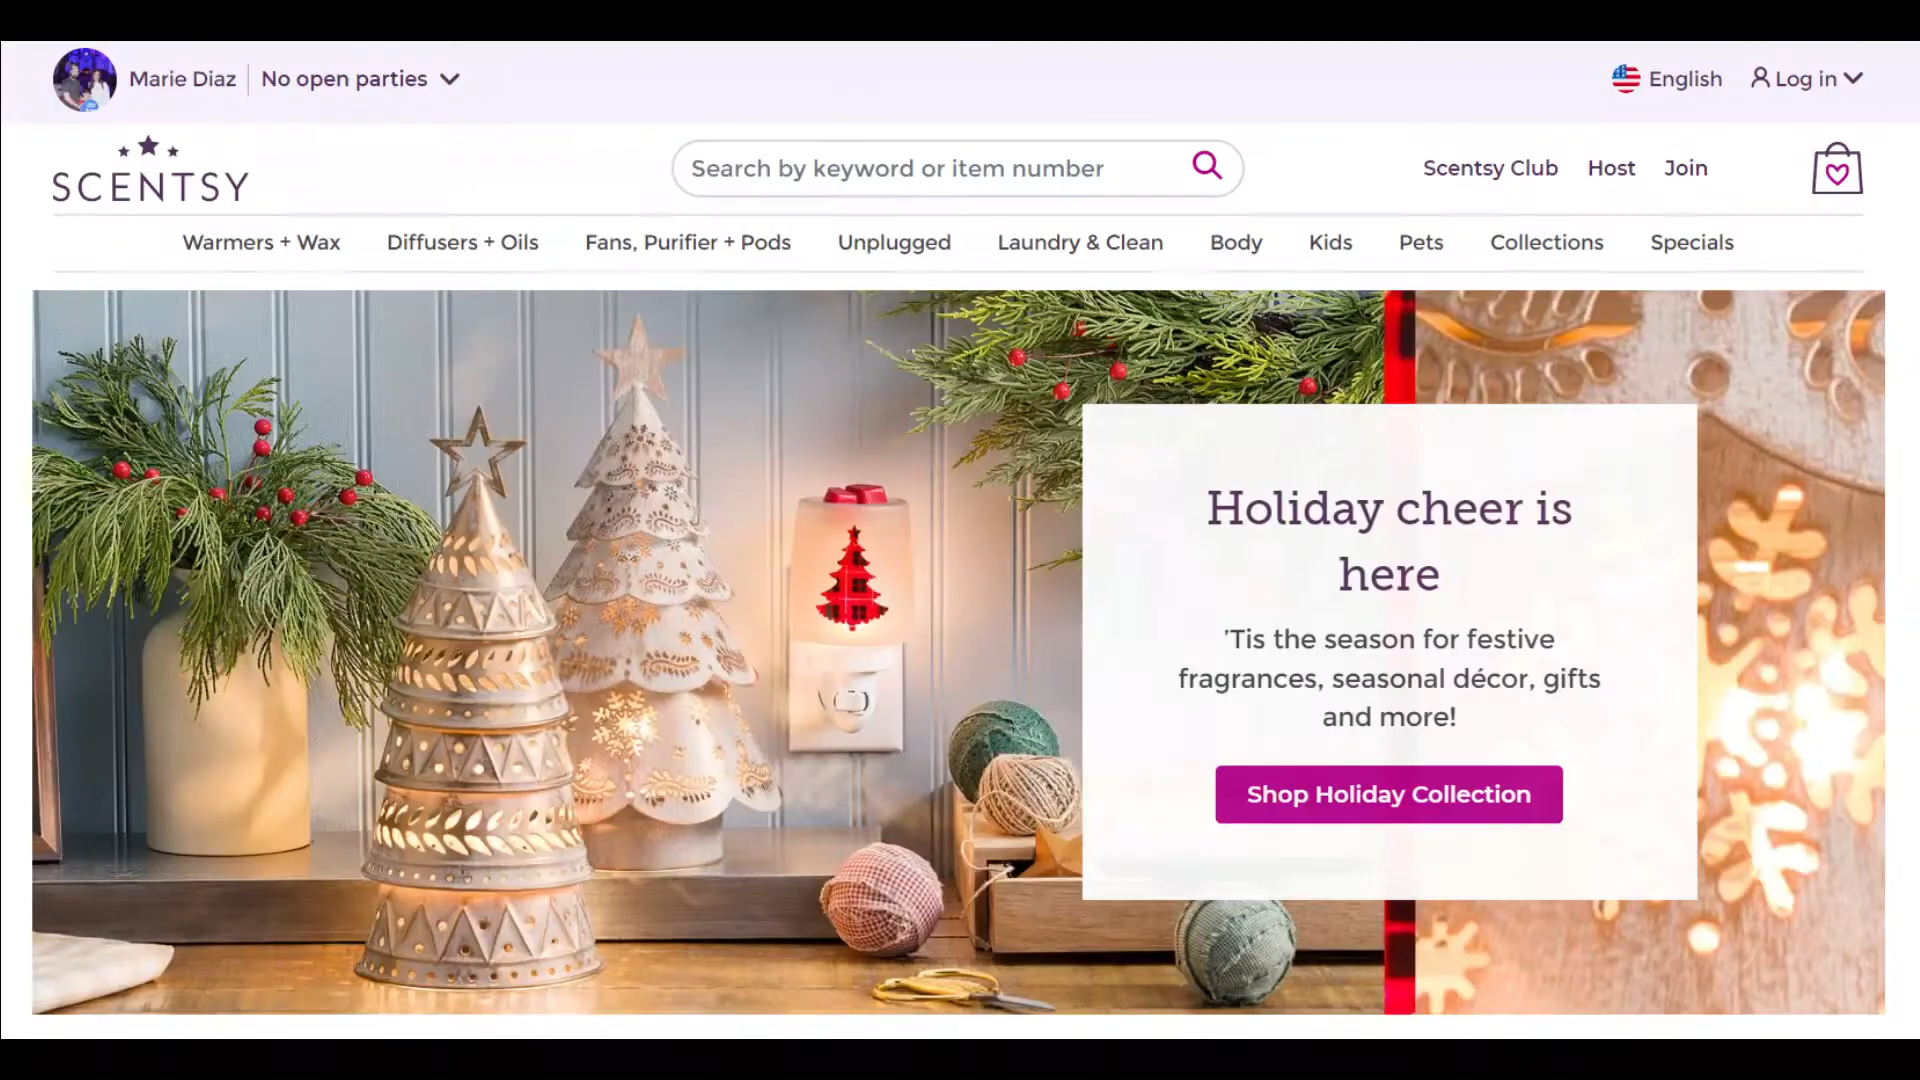 Marie Diaz
No open parties
English
Log in
SCENTSY
Search by keyword or item number
Scentsy Club
Host
Join
Warmers + Wax
Diffusers + Oils
Fans, Purifier + Pods
Unplugged
Laundry & Clean
Body
Kids
Pets
Collections
Specials
Holiday cheer is
here
’Tis the season for festive
fragrances, seasonal décor, gifts
and more!
Shop Holiday Collection